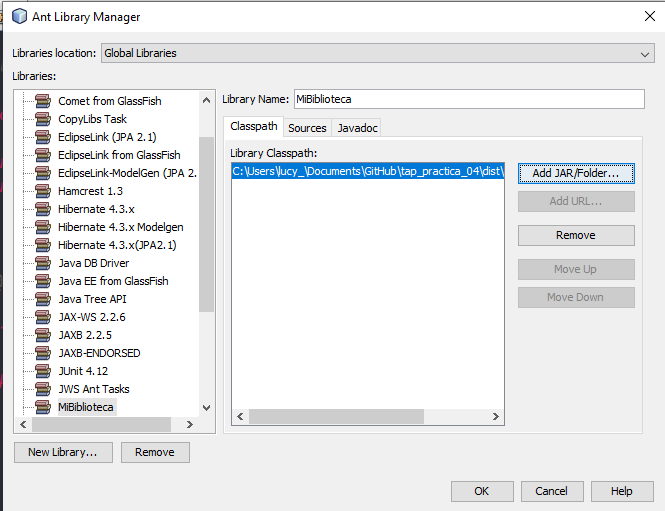 Ant Library Manager
Libraries location: Global Libraries
Libraries:
Comet from GlassFish
CopyLibs Task
EclipseLink (JPA 2.1)
EclipseLink from GlassFish
EclipseLink-ModelGen (JPA 2.
Hamcrest 1.3
Hibernate 4.3.x
Hibernate 4.3.x Modelgen
Hibernate 4.3.x(JPA2.1)
Java DB Driver
Java EE from GlassFish
Java Tree API
JAX-WS 2.2.6
JAXB 2.2.5
JAXB-ENDORSED
JUnit 4.12
JWS Ant Tasks
MiBiblioteca
New Library...
Remove
Library Name: MiBiblioteca
Classpath Sources Javadoc
Library Classpath:
C:\Users\lucy_\Documents\GitHub\tap_practica_04\dist\
Add JAR/Folder...
Add URL...
Remove
Move Up
Move Down
OK Cancel Help